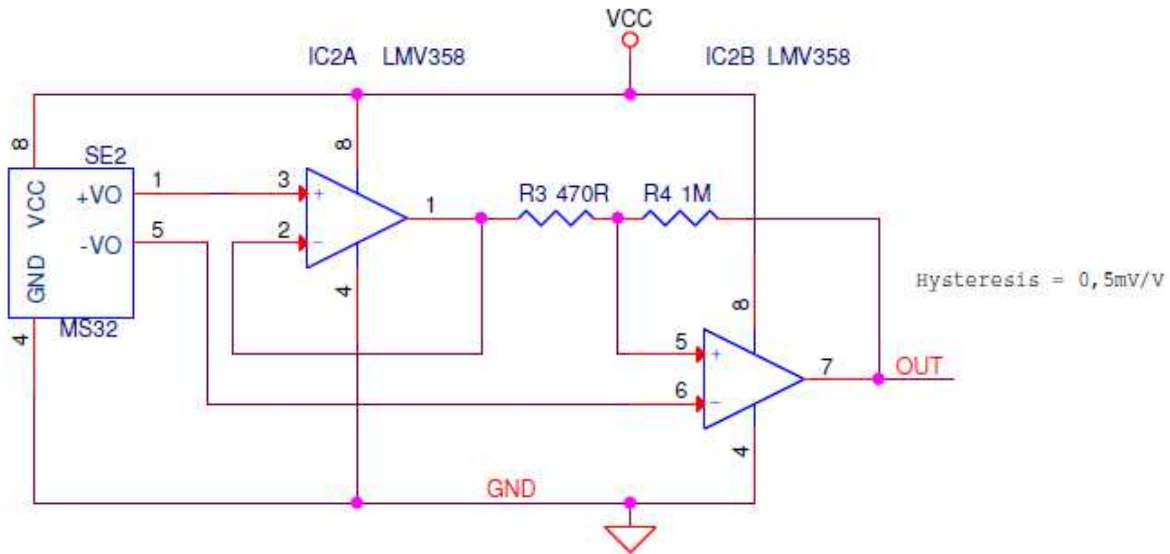 VCC
IC2A LMV358
IC2B LMV358
8
8
SE2
VCC
+VO
1
3
+
1
R3 470R
R4 1M
-VO
5
2
-
GND
4
Hysteresis = 0,5mV/V
8
MS32
4
5
+
7
OUT
6
-
4
GND